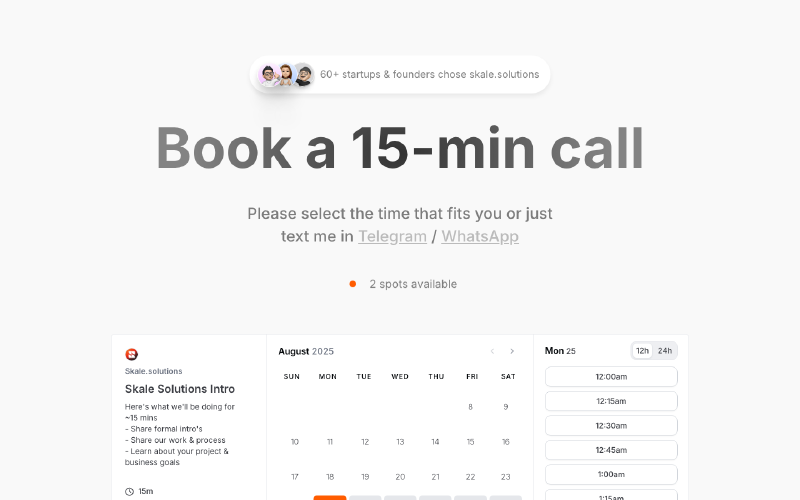 60+ startups & founders chose skale.solutions
Book a 15-min call
Please select the time that fits you or just
text me in Telegram / WhatsApp
2 spots available
Skale.solutions
Skale Solutions Intro
Here's what we'll be doing for
~15 mins
- Share formal intro's
- Share our work & process
- Learn about your project &
business goals
15m
August 2025
SUN MON TUE WED THU FRI SAT
8 9
10 11 12 13 14 15 16
17 18 19 20 21 22 23
Mon 25
12h 24h
12:00am
12:15am
12:30am
12:45am
1:00am
1:15am